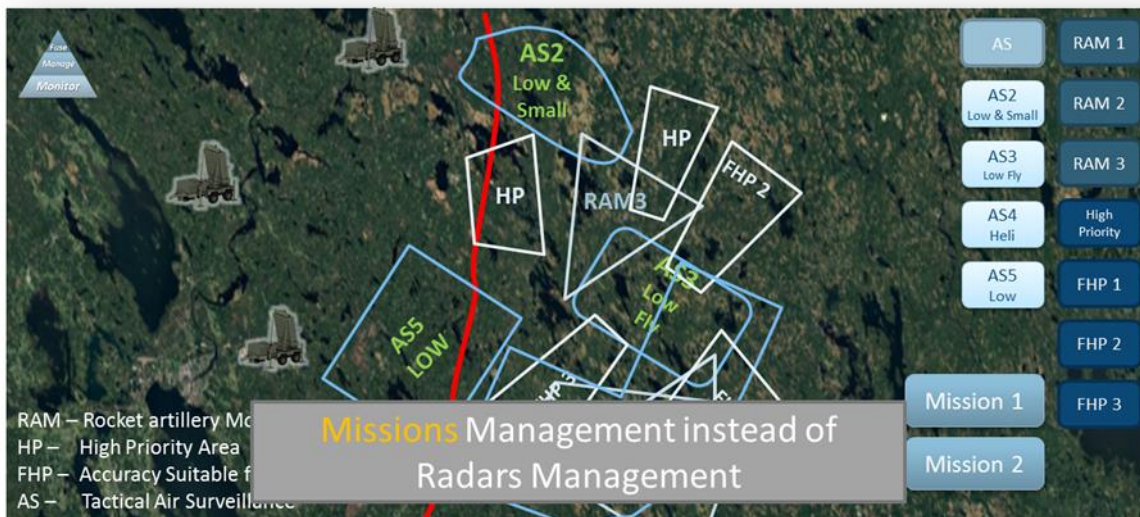 Fuse
Manage
Monitor
AS2
Low &
Small
HP
HP
FHP 2
RAM3
AS3
Low
Fly
AS5
LOW
AS
AS2
Low & Small
AS3
Low Fly
AS4
Heli
AS5
Low
RAM 1
RAM 2
RAM 3
High
Priority
FHP 1
FHP 2
FHP 3
Mission 1
Mission 2
RAM – Rocket artillery
HP – High Priority Area
FHP – Accuracy Suitable
AS – Tactical Air Surveillance
Missions Management instead of
Radars Management